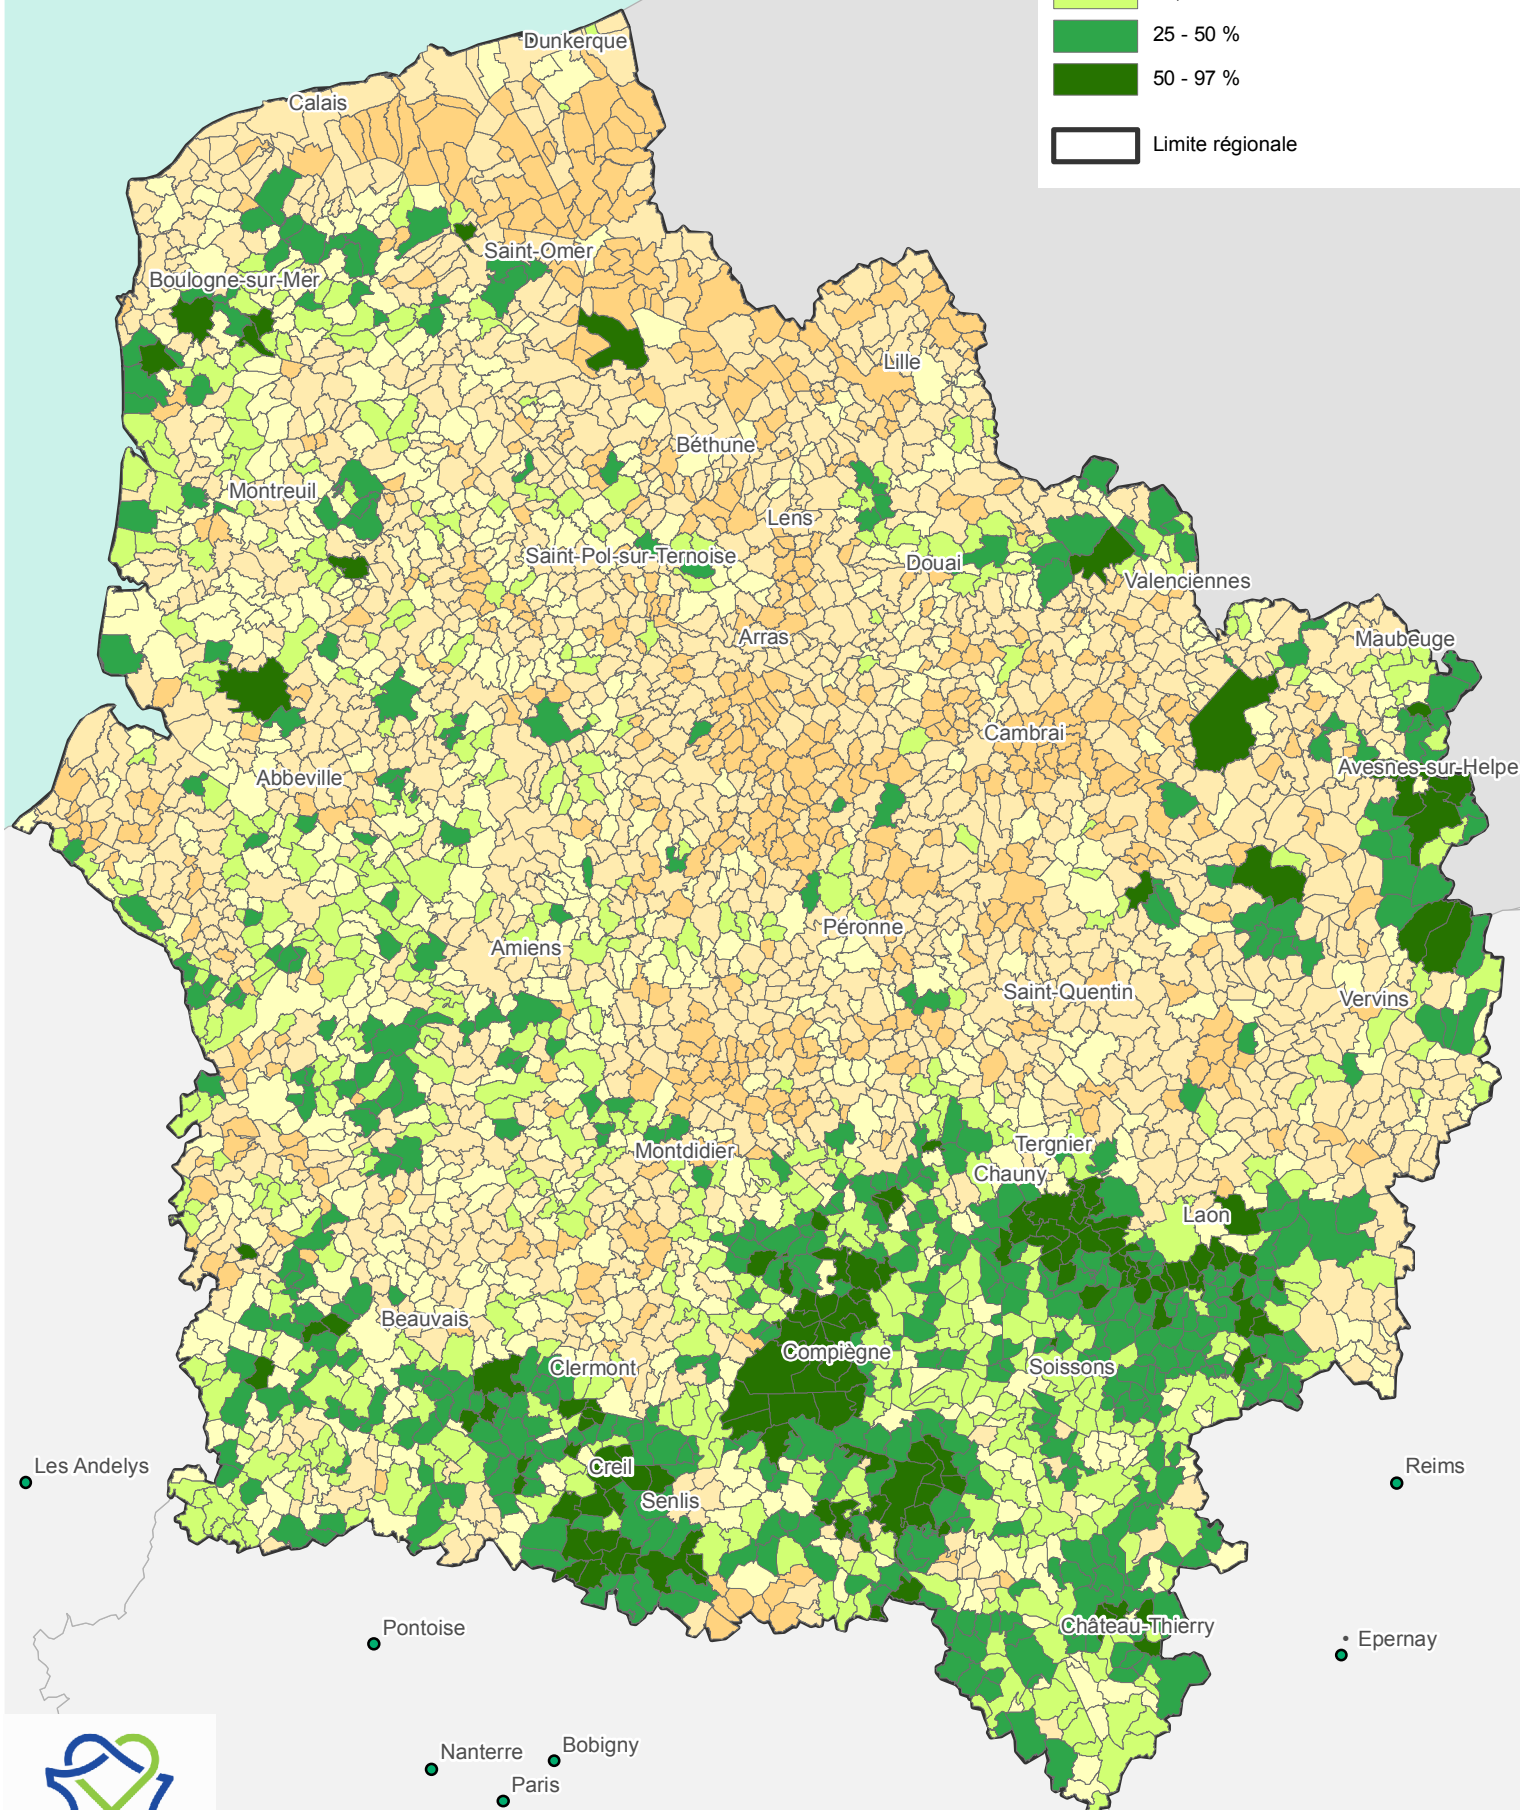 25 - 50 %
50 - 97 %
Limite régionale
Dunkerque
Calais
Saint-Omer
Boulogne-sur-Mer
Lille
Béthune
Montreuil
Lens
Saint-Pol-sur-Ternoise
Douai
Valenciennes
Arras
Maubeuge
Cambrai
Avesnes-sur-Helpe
Abbeville
Péronne
Amiens
Saint-Quentin
Vervins
Tergnier
Montdidier
Chauny
Laon
Beauvais
Compiègne
Clermont
Soissons
Les Andelys
Creil
Reims
Senlis
Château-Thierry
Pontoise
Epernay
Nanterre
Bobigny
Paris